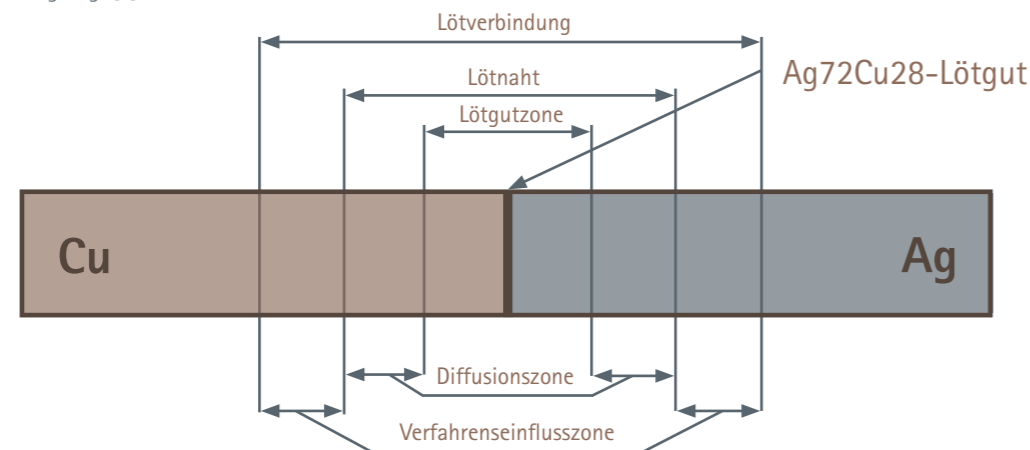 Lötverbindung
Ag72Cu28-Lötgut
Lötnaht
Lötgutzone
Cu
Ag
Diffusionszone
Verfahrenseinflusszone